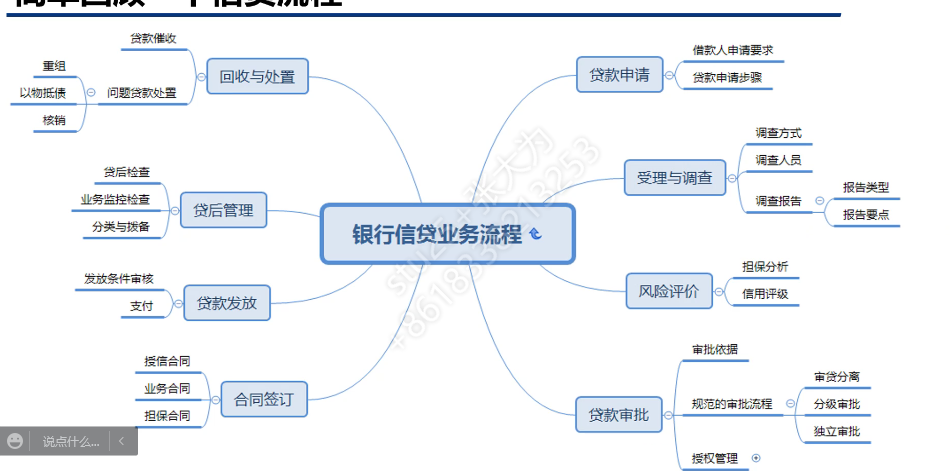 贷款催收
重组
以物抵债
核销
问题贷款处置
回收与处置
贷后检查
业务监控检查
分类与拨备
贷后管理
发放条件审核
支付
贷款发放
授信合同
业务合同
担保合同
合同签订
银行信贷业务流程
贷款申请
借款人申请要求
贷款申请步骤
受理与调查
调查方式
调查人员
调查报告
报告类型
报告要点
风险评价
担保分析
信用评级
贷款审批
审批依据
规范的审批流程
审贷分离
分级审批
独立审批
授权管理
说点什么...